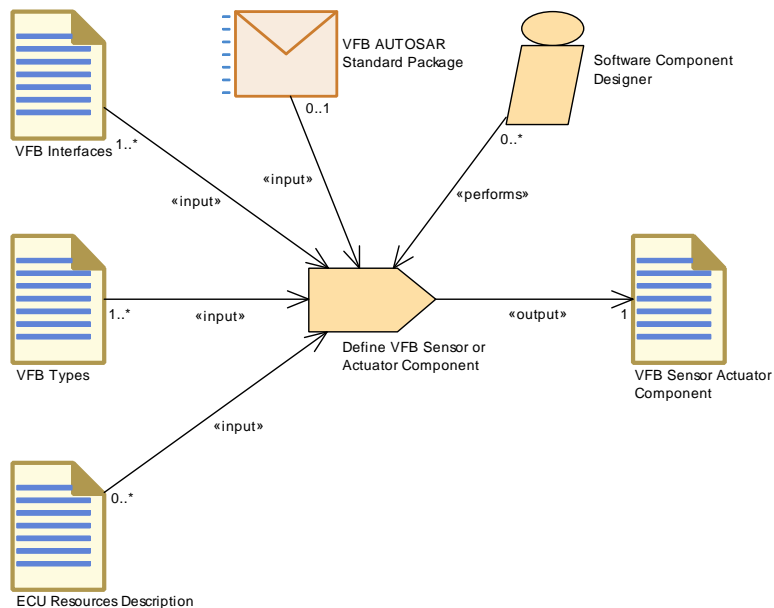 VFB AUTOSAR
Standard Package
Software Component
Designer
0..1
0..*
VFB Interfaces
1..*
«input»
«input»
«performs»
VFB Types
1..*
«input»
Define VFB Sensor or
Actuator Component
«output»
1
VFB Sensor Actuator
Component
«input»
0..*
ECU Resources Description